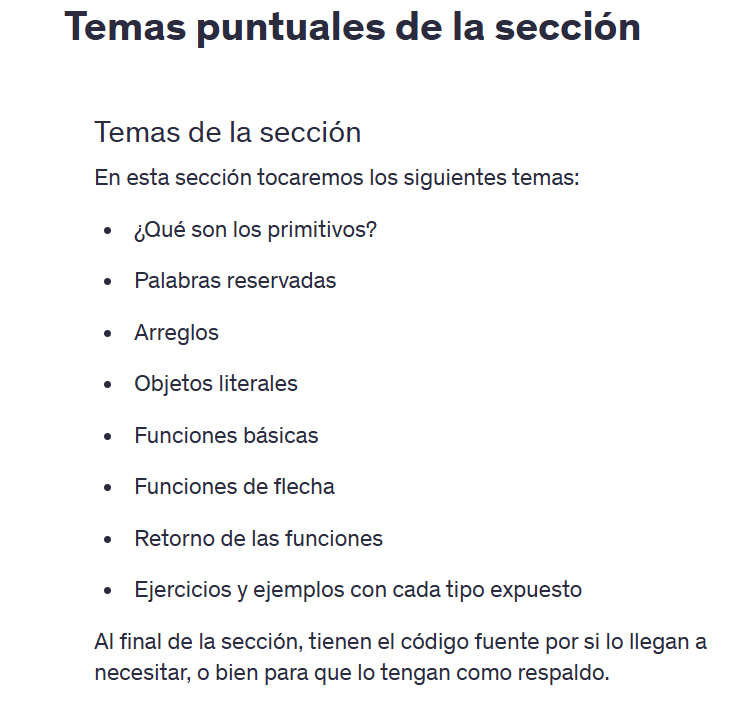 Temas puntuales de la sección
Temas de la sección
En esta sección tocaremos los siguientes temas:
• ¿Qué son los primitivos?
• Palabras reservadas
• Arreglos
• Objetos literales
• Funciones básicas
• Funciones de flecha
• Retorno de las funciones
• Ejercicios y ejemplos con cada tipo expuesto
Al final de la sección, tienen el código fuente por si lo llegan a
necesitar, o bien para que lo tengan como respaldo.